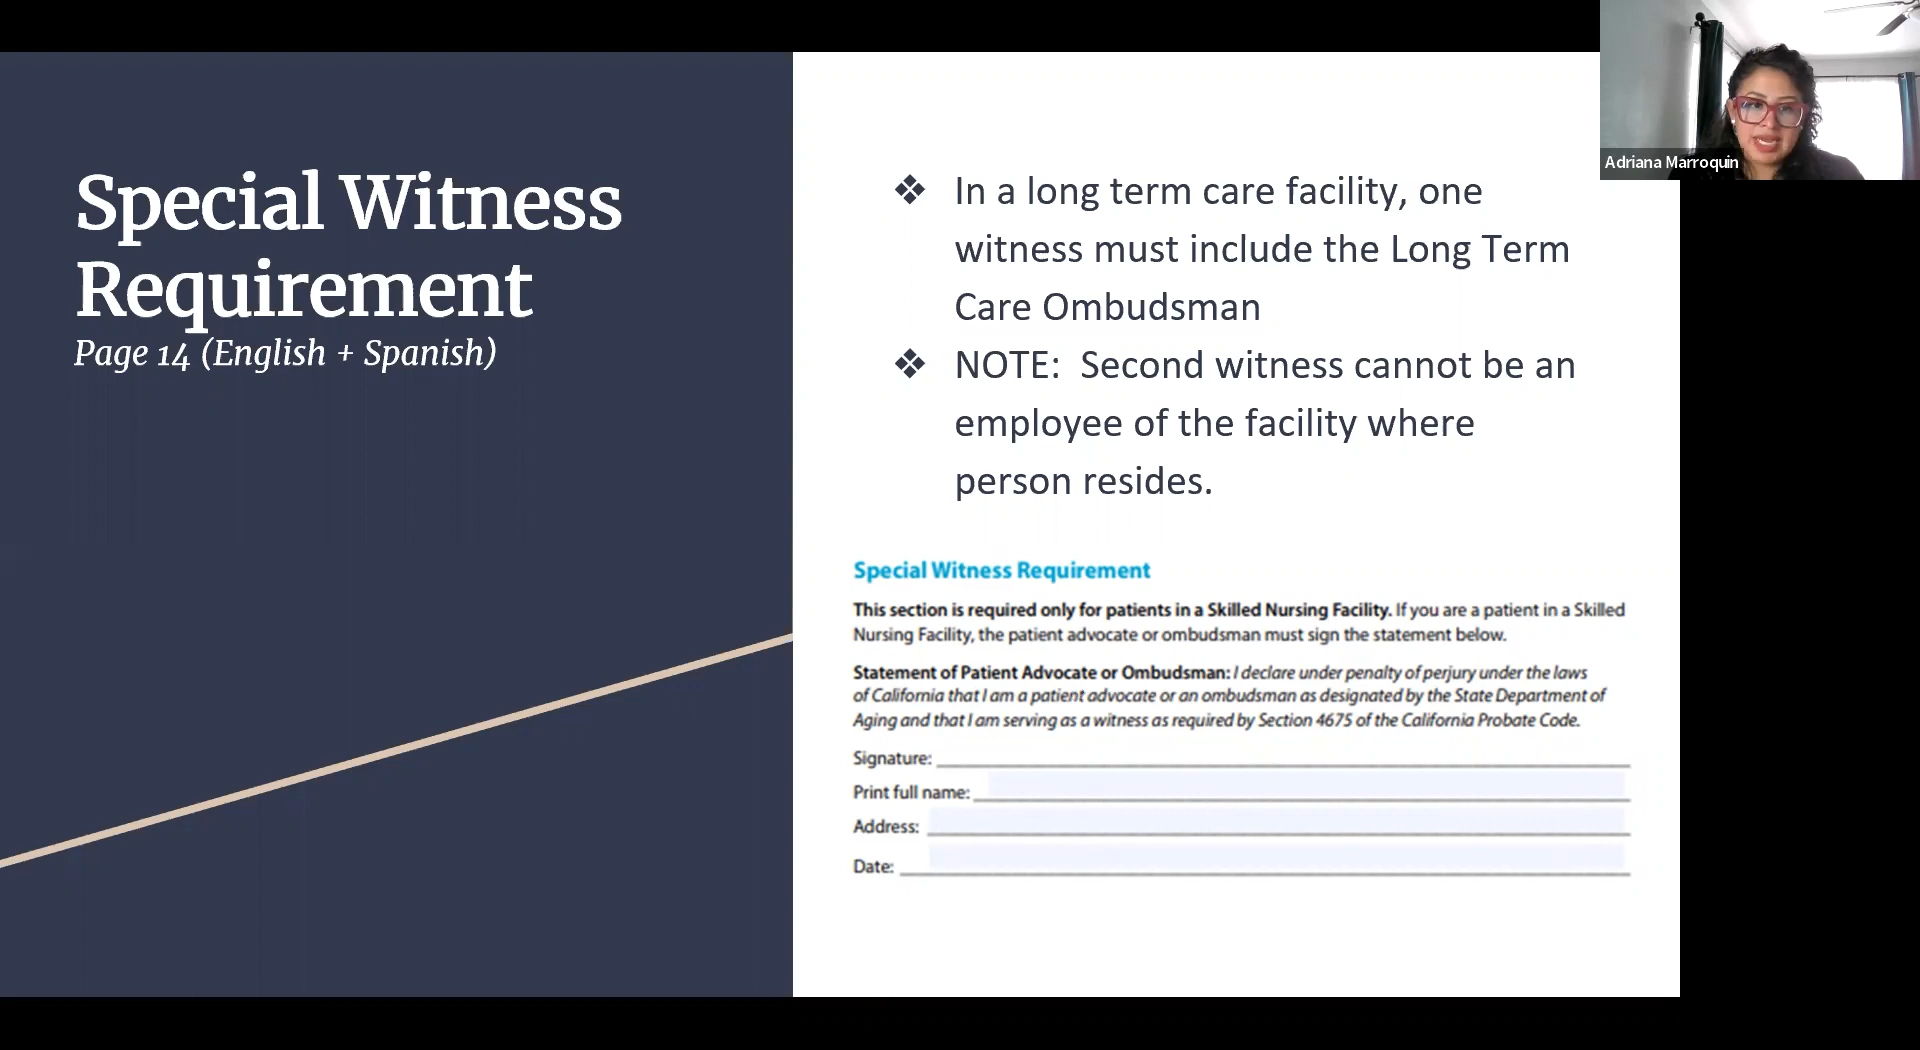 Special Witness
Requirement
Page 14 (English + Spanish)
❖ In a long term care facility, one
witness must include the Long Term
Care Ombudsman
❖ NOTE:  Second witness cannot be an
employee of the facility where
person resides.
Special Witness Requirement
This section is required only for patients in a Skilled Nursing Facility. If you are a patient in a Skilled
Nursing Facility, the patient advocate or ombudsman must sign the statement below.
Statement of Patient Advocate or Ombudsman: I declare under penalty of perjury under the laws
of California that I am a patient advocate or an ombudsman as designated by the State Department of
Aging and that I am serving as a witness as required by Section 4675 of the California Probate Code.
Signature:
Print full name:
Address:
Date:
Adriana Marroquin